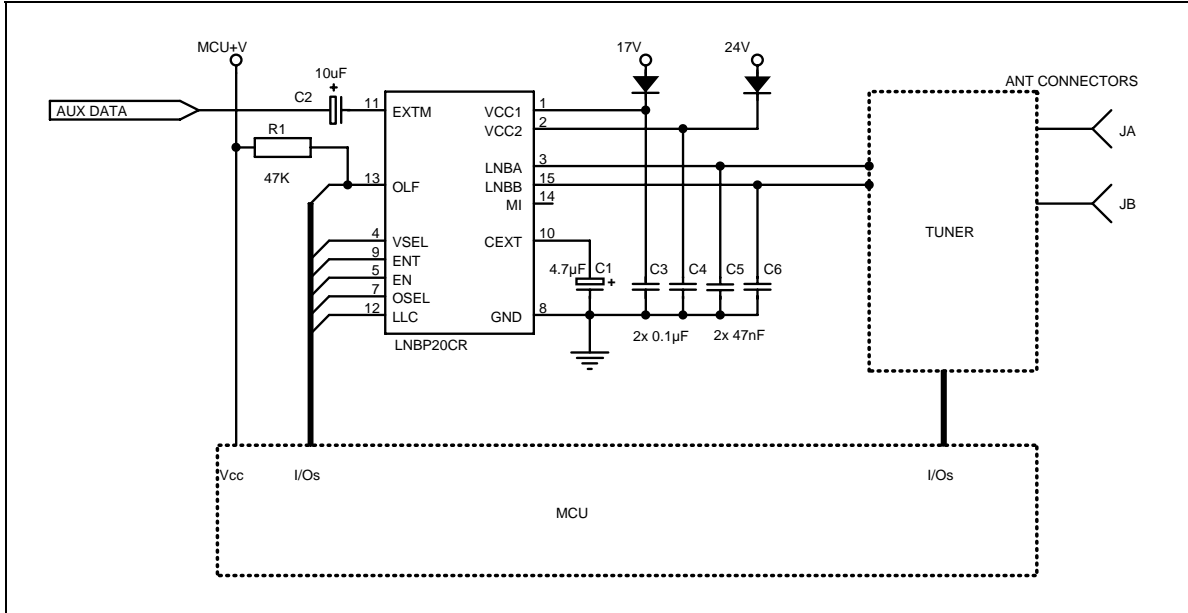 MCU+V
17V
24V
10uF
+
C2
ANT CONNECTORS
AUX DATA
11
EXTM
VCC1
1
VCC2
2
JA
R1
47K
LNBA
3
13
OLF
LNBB
15
MI
14
JB
TUNER
4
VSEL
CEXT
10
9
ENT
5
EN
7
OSEL
12
LLC
GND
8
4.7µF
C1
+
C3
C4
C5
C6
2x 0.1µF
2x 47nF
LNBP20CR
Vcc
I/Os
I/Os
MCU